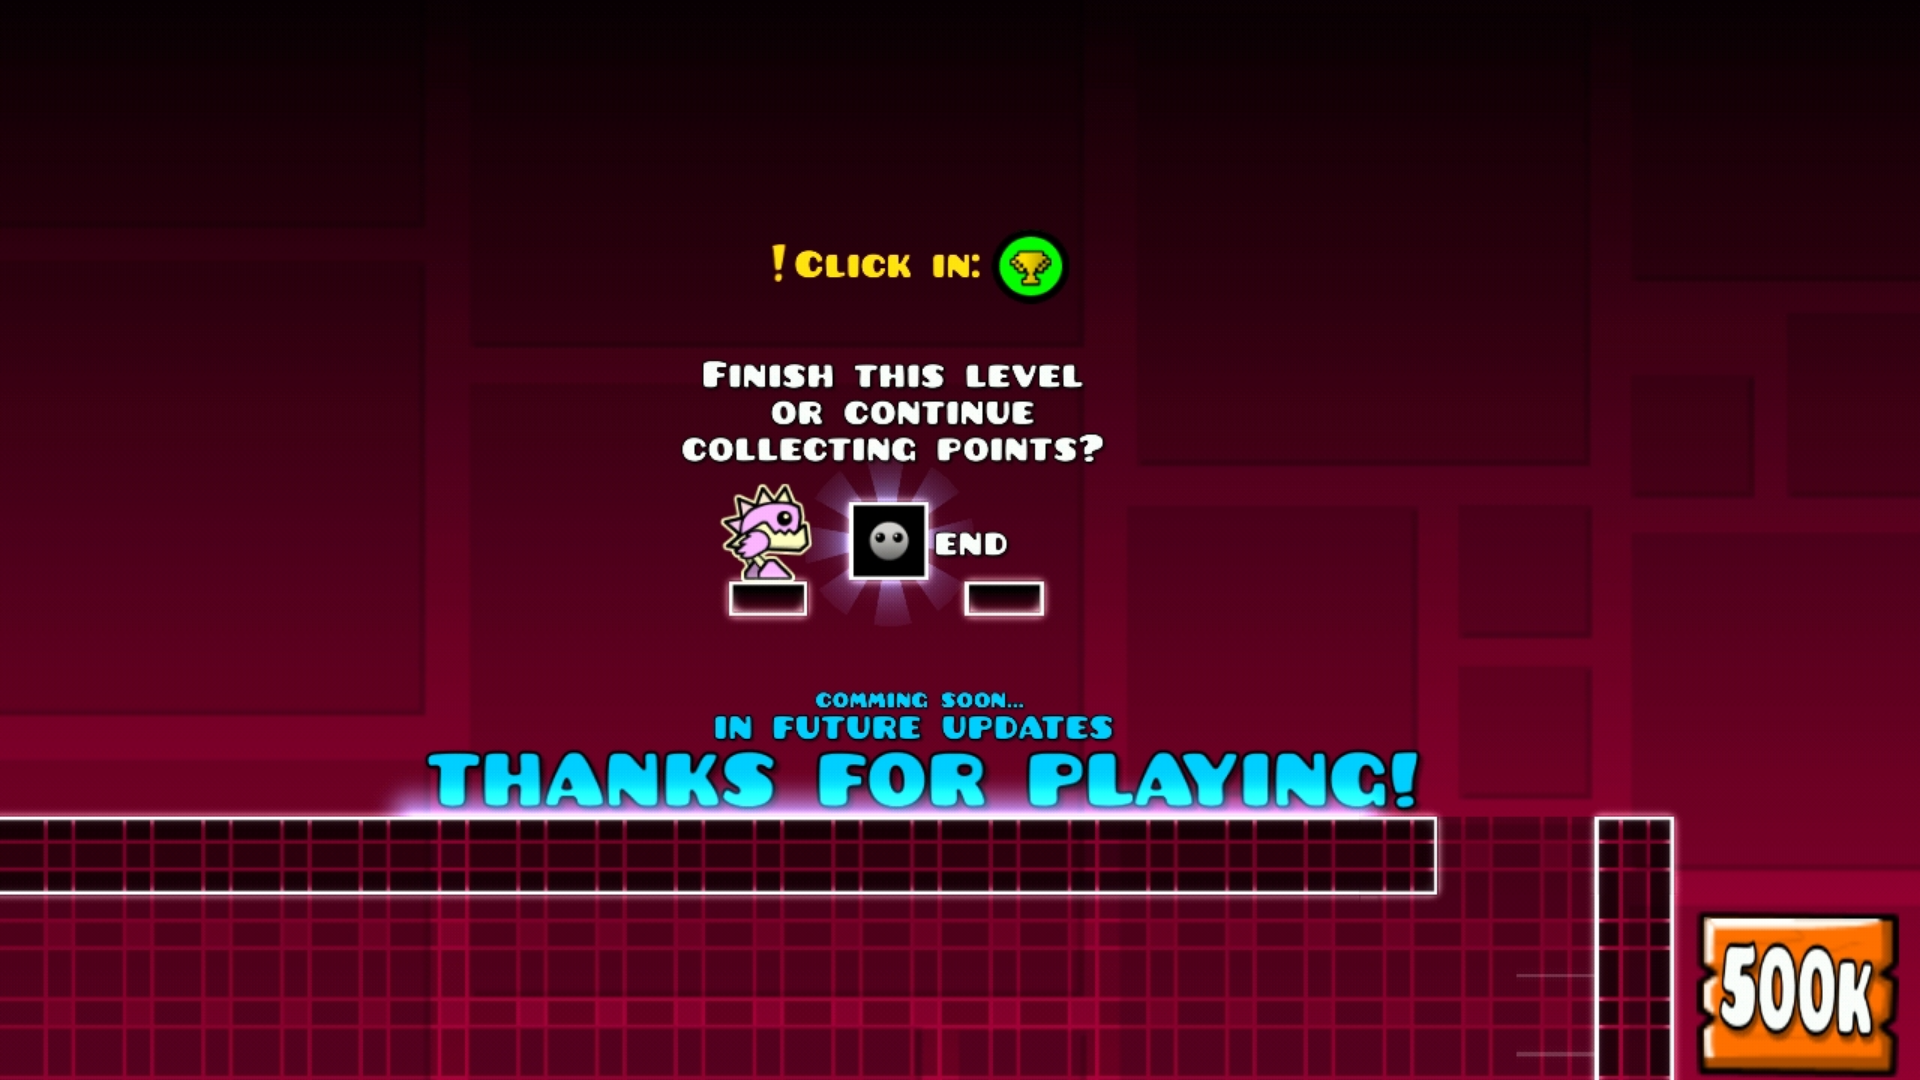 !Click in:
Finish this level
or continue
collecting points?
END
comming soon...
in future updates
Thanks for playing!
500K